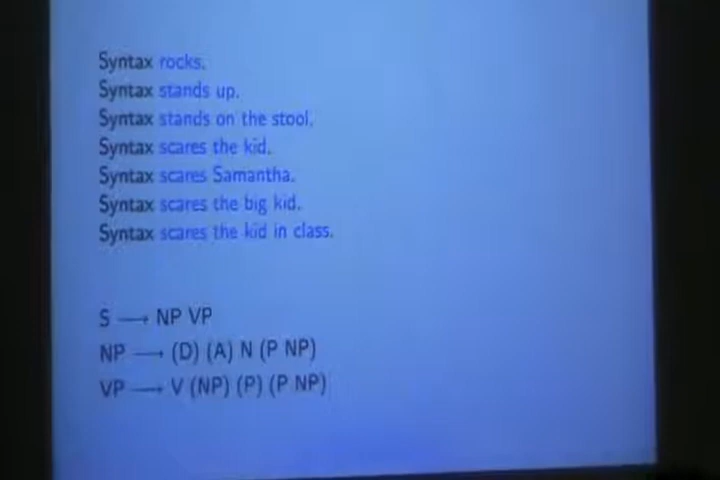 Syntax rocks.
Syntax stands up.
Syntax stands on the stool.
Syntax scares the kid.
Syntax scares Samantha.
Syntax scares the big kid.
Syntax scares the kid in class.
S ⟶ NP VP
NP ⟶ (D) (A) N (P NP)
VP ⟶ V (NP) (P) (P NP)